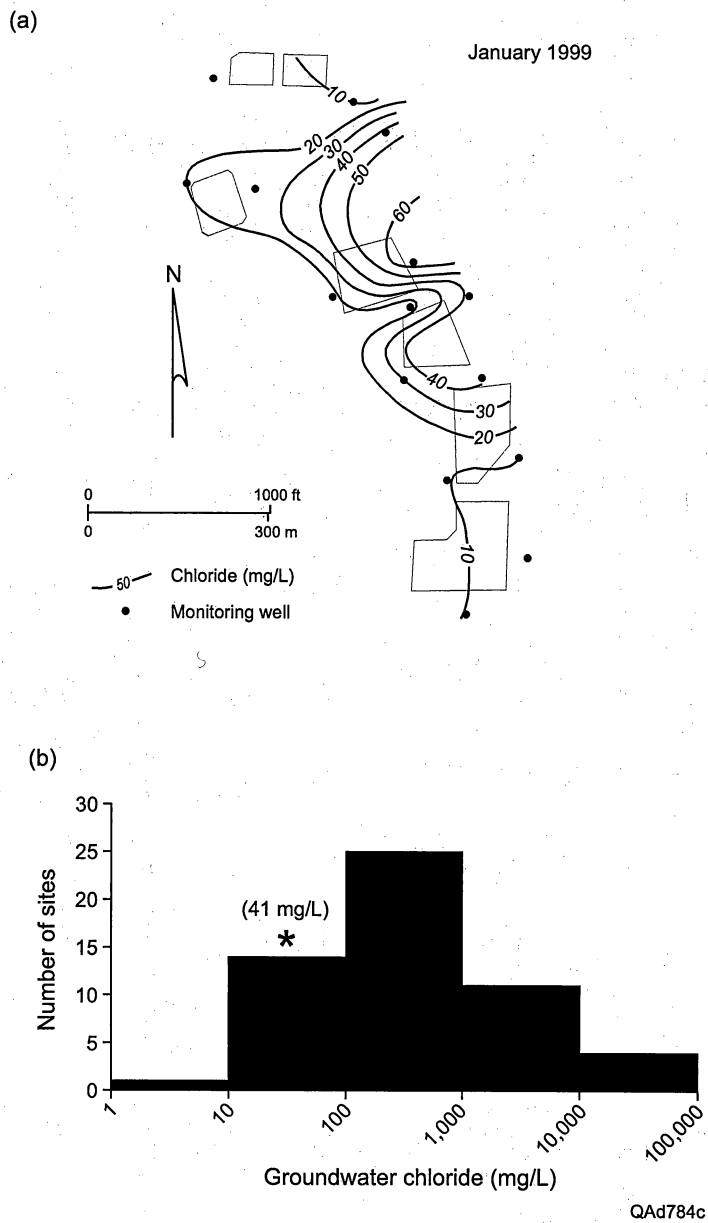 (a)
January 1999
10
20
30
40
50
60
N
40
30
20
10
0 1000 ft
0 300 m
50 Chloride (mg/L)
Monitoring well
(b)
30
25
20
15
10
5
0
Number of sites
(41 mg/L)
*
1 10 100 1,000 10,000 100,000
Groundwater chloride (mg/L)
QAd784c